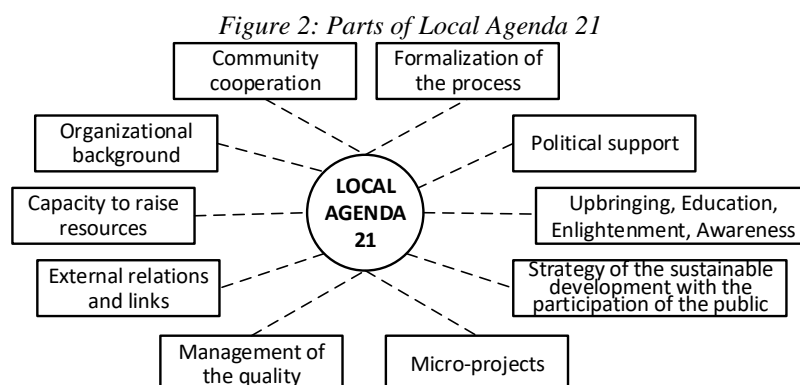 Figure 2: Parts of Local Agenda 21
Community
cooperation
Formalization of
the process
Organizational
background
Political support
LOCAL
AGENDA
21
Capacity to raise
resources
Upbringing, Education,
Enlightenment, Awareness
External relations
and links
Strategy of the sustainable
development with the
participation of the public
Management of
the quality
Micro-projects